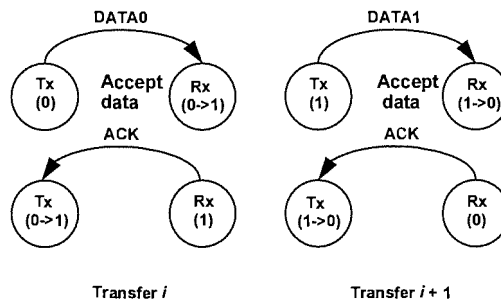 DATA0
Tx
(0)
Accept
data
Rx
(0->1)
ACK
Tx
(0->1)
Rx
(1)
Transfer i
DATA1
Tx
(1)
Accept
data
Rx
(1->0)
ACK
Tx
(1->0)
Rx
(0)
Transfer i + 1